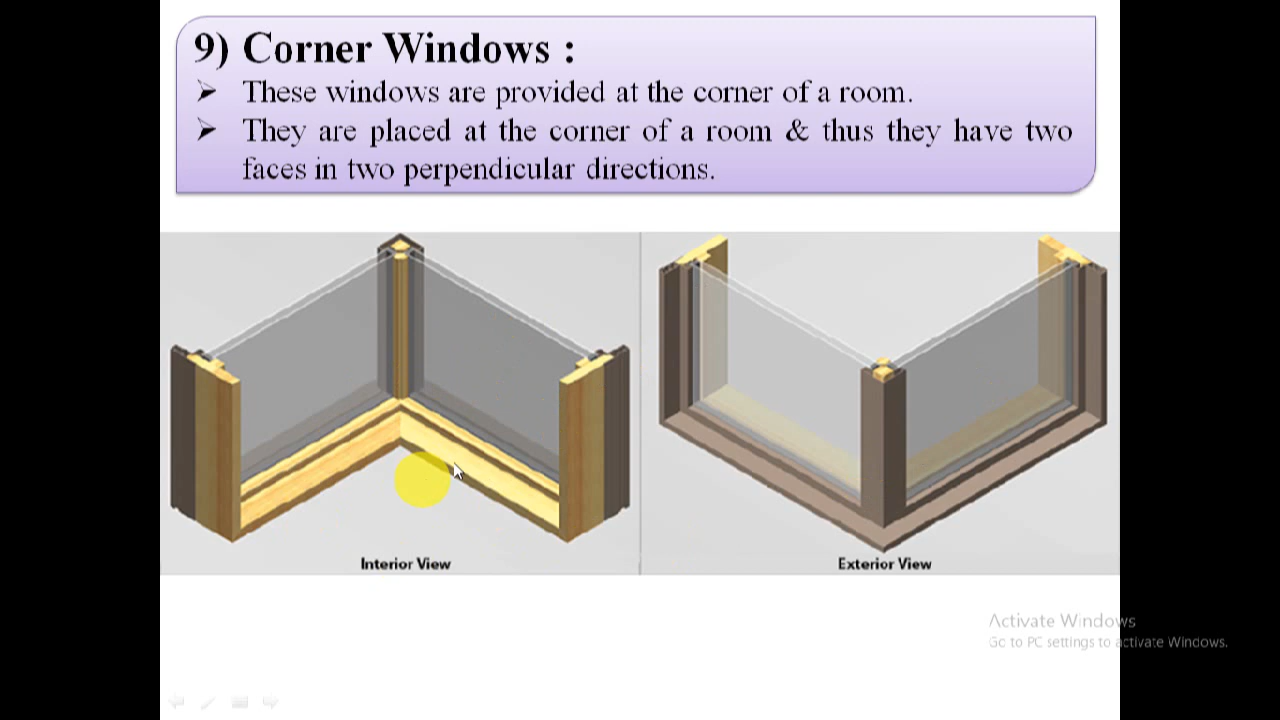 9) Corner Windows :
➢ These windows are provided at the corner of a room.
➢ They are placed at the corner of a room & thus they have two
faces in two perpendicular directions.
Interior View
Exterior View
Activate Windows
Go to PC settings to activate Windows.